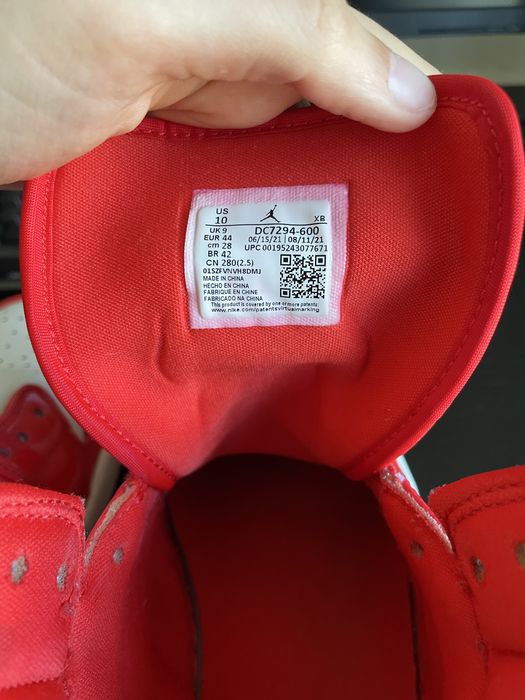 US
10 XB
UK 9 DC7294-600
EUR 44 06/15/21 08/11/21
cm 28 UPC 00195243077671
BR 42
CN 280(2.5)
01SZFVNVH8DMJ
MADE IN CHINA
HECHO EN CHINA
FABRIQUE EN CHINE
FABRICADO NA CHINA
This product is covered by one or more patents:
www.nike.com/patentsvirtualmarking